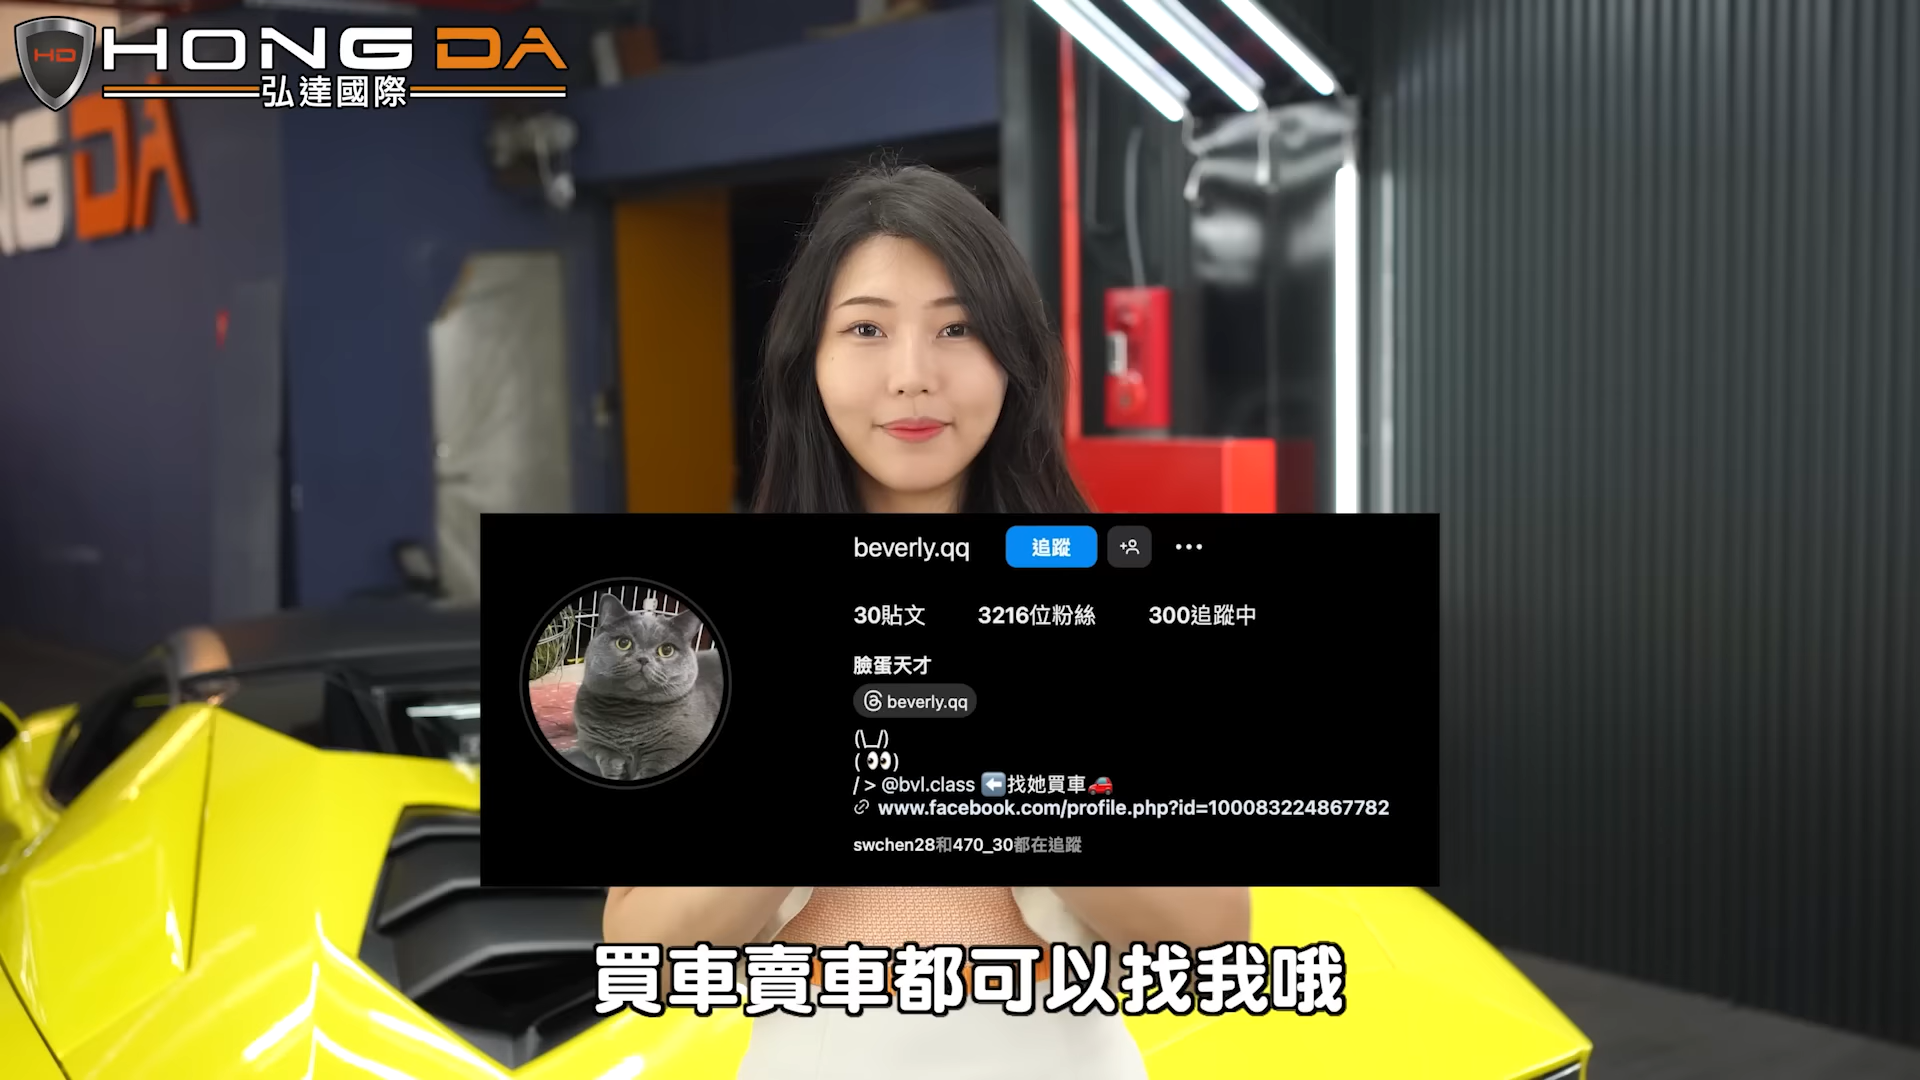 HD
HONG DA
弘達國際
NG DA
beverly.qq
追蹤
30貼文 3216位粉絲 300追蹤中
臉蛋天才
beverly.qq
(\_/)
( 👀)
/ > @bvl.class ⬅️找她買車🚗
www.facebook.com/profile.php?id=100083224867782
swchen28和470_30都在追蹤
買車賣車都可以找我哦